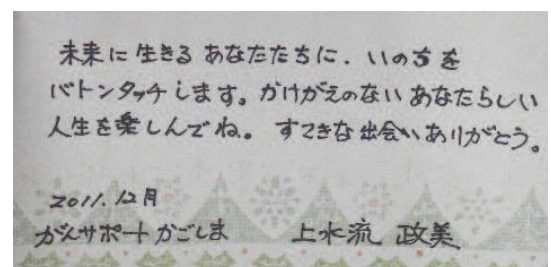 未来に生きるあなたたちに、いのちを
バトンタッチします。かけがえのないあなたらしい
人生を楽しんでね。すてきな出会いありがとう。
2011.12月
がんサポートかごしま 上水流 政美